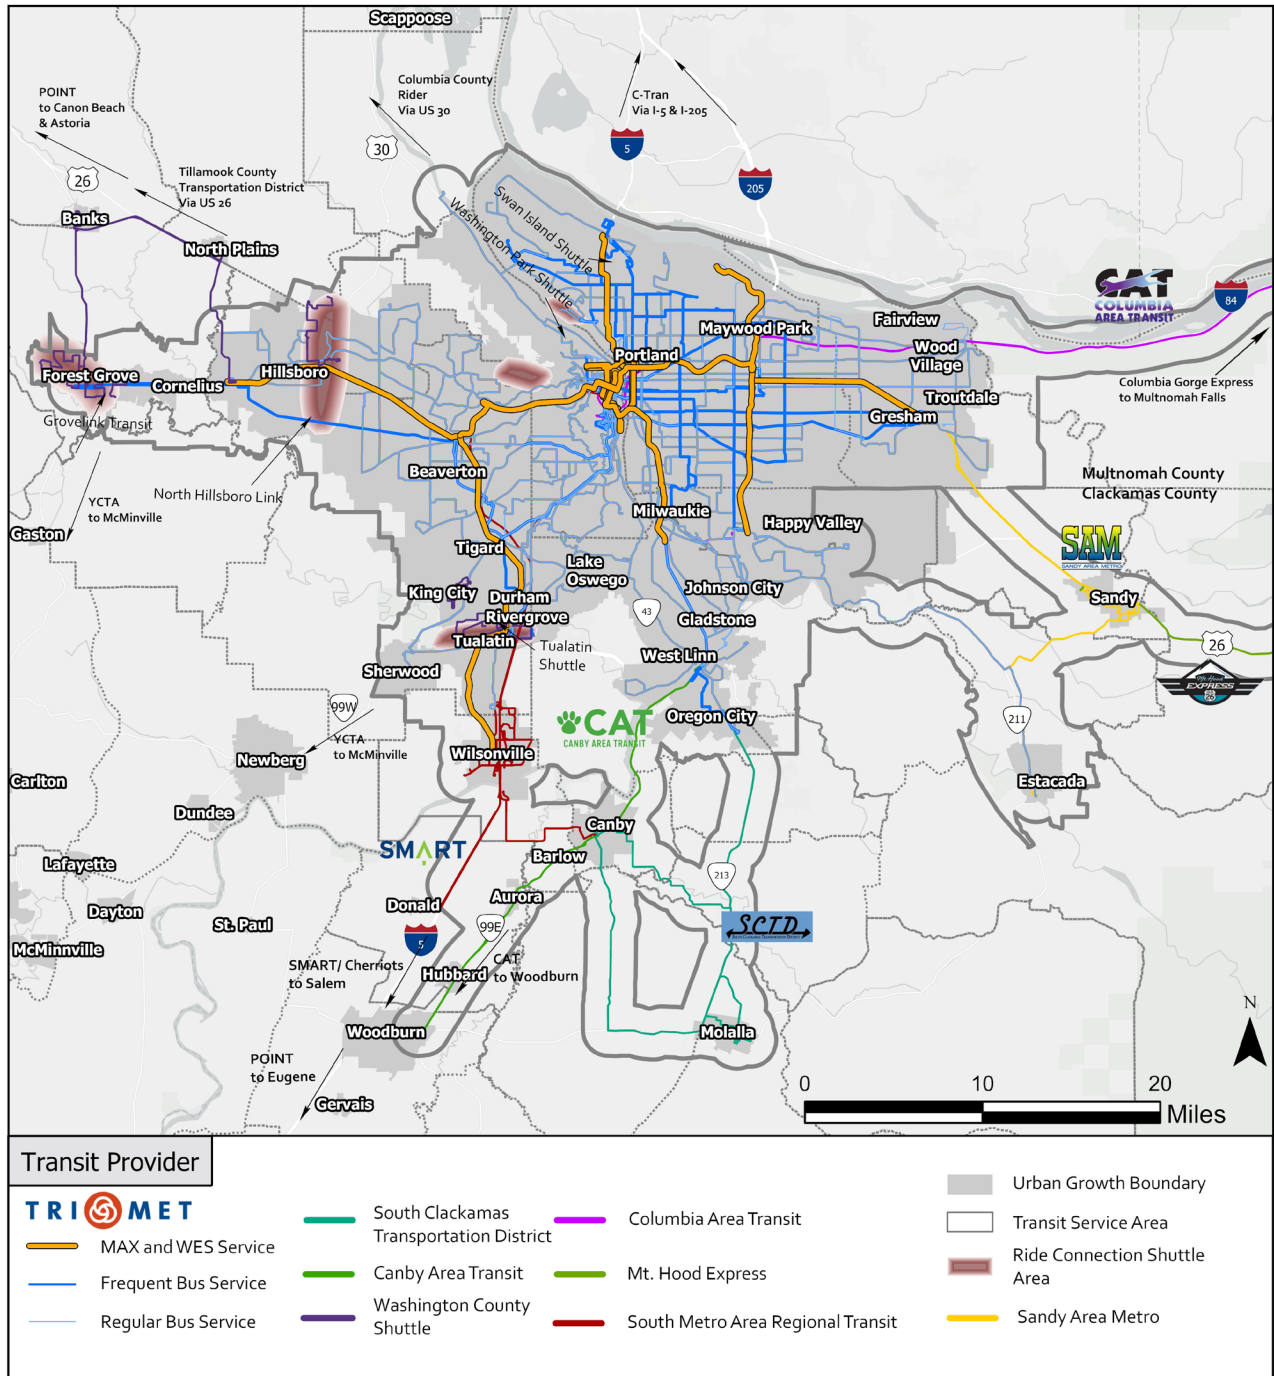 Scappoose
Columbia County
Rider
Via US 30
C-Tran
Via I-5 & I-205
POINT
to Canon Beach
& Astoria
30
5
205
26
Tillamook County
Transportation District
Via US 26
Swan Island Shuttle
Washington Park Shuttle
Banks
North Plains
CAT
COLUMBIA
AREA TRANSIT
84
Maywood Park
Fairview
Wood
Village
Portland
Forest Grove
Cornelius
Hillsboro
Troutdale
Gresham
Columbia Gorge Express
to Multnomah Falls
Grovelink Transit
Beaverton
North Hillsboro Link
YCTA
to McMinville
Multnomah County
Clackamas County
Gaston
Milwaukie
Happy Valley
Tigard
Lake
Oswego
SAM
SANDY AREA METRO
King City
Durham
Johnson City
Sandy
Rivergrove
43
Gladstone
Tualatin
Tualatin
Shuttle
West Linn
26
Sherwood
Mt. Hood
EXPRESS
99W
YCTA
to McMinville
CAT
CANBY AREA TRANSIT
Oregon City
211
Newberg
Wilsonville
Carlton
Estacada
Dundee
Canby
SMART
Barlow
Lafayette
213
Aurora
Donald
Dayton
St. Paul
99E
SCTD
5
McMinnville
SMART/ Cherriots
to Salem
Hubbard
CAT
to Woodburn
Woodburn
Molalla
N
POINT
to Eugene
Gervais
0 10 20
Miles
Transit Provider
TRI MET
MAX and WES Service
Frequent Bus Service
Regular Bus Service
South Clackamas
Transportation District
Canby Area Transit
Washington County
Shuttle
Columbia Area Transit
Mt. Hood Express
South Metro Area Regional Transit
Urban Growth Boundary
Transit Service Area
Ride Connection Shuttle
Area
Sandy Area Metro